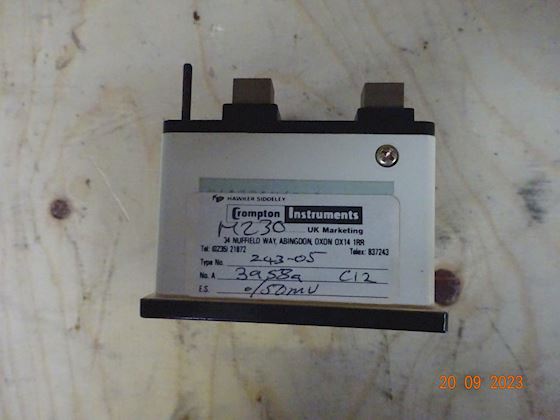 HAWKER SIDDELEY
Crompton Instruments
M230 UK Marketing
34 NUFFIELD WAY, ABINGDON, OXON OX14 1RR
Tel: (0235) 21872 Telex: 837243
Type No. 243-05
No. A C12
E.S. 0/50mV
20 09 2023